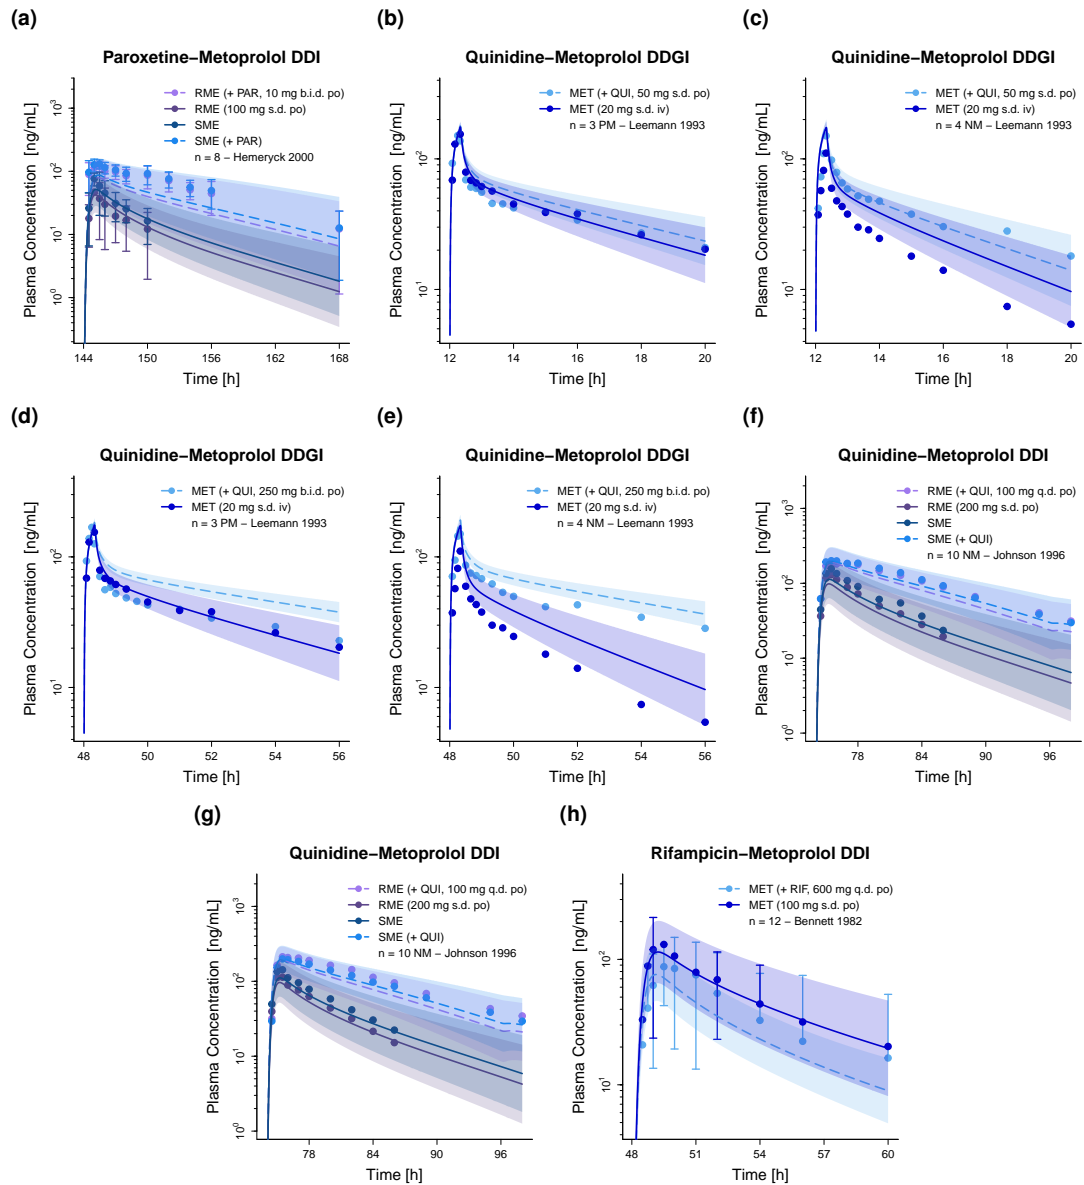 (a)
Paroxetine−Metoprolol DDI
RME (+ PAR, 10 mg b.i.d. po)
RME (100 mg s.d. po)
SME
SME (+ PAR)
n = 8 − Hemeryck 2000
Plasma Concentration [ng/mL]
10^3
10^2
10^1
10^0
144 150 156 162 168
Time [h]
(b)
Quinidine−Metoprolol DDGI
MET (+ QUI, 50 mg s.d. po)
MET (20 mg s.d. iv)
n = 3 PM − Leemann 1993
Plasma Concentration [ng/mL]
10^2
10^1
12 14 16 18 20
Time [h]
(c)
Quinidine−Metoprolol DDGI
MET (+ QUI, 50 mg s.d. po)
MET (20 mg s.d. iv)
n = 4 NM − Leemann 1993
Plasma Concentration [ng/mL]
10^2
10^1
12 14 16 18 20
Time [h]
(d)
Quinidine−Metoprolol DDGI
MET (+ QUI, 250 mg b.i.d. po)
MET (20 mg s.d. iv)
n = 3 PM − Leemann 1993
Plasma Concentration [ng/mL]
10^2
10^1
48 50 52 54 56
Time [h]
(e)
Quinidine−Metoprolol DDGI
MET (+ QUI, 250 mg b.i.d. po)
MET (20 mg s.d. iv)
n = 4 NM − Leemann 1993
Plasma Concentration [ng/mL]
10^2
10^1
48 50 52 54 56
Time [h]
(f)
Quinidine−Metoprolol DDI
RME (+ QUI, 100 mg q.d. po)
RME (200 mg s.d. po)
SME
SME (+ QUI)
n = 10 NM − Johnson 1996
Plasma Concentration [ng/mL]
10^3
10^2
10^1
10^0
78 84 89 96
Time [h]
(g)
Quinidine−Metoprolol DDI
RME (+ QUI, 100 mg q.d. po)
RME (200 mg s.d. po)
SME
SME (+ QUI)
n = 10 NM − Johnson 1996
Plasma Concentration [ng/mL]
10^3
10^2
10^1
10^0
78 84 89 96
Time [h]
(h)
Rifampicin−Metoprolol DDI
MET (+ RIF, 600 mg q.d. po)
MET (100 mg s.d. po)
n = 12 − Bennett 1982
Plasma Concentration [ng/mL]
10^2
10^1
48 51 54 57 60
Time [h]